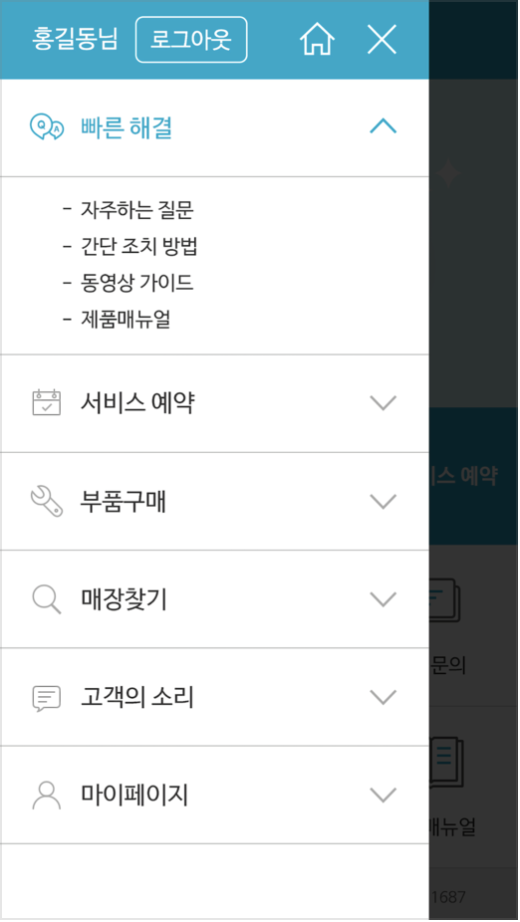 홍길동님 로그아웃
빠른 해결
- 자주하는 질문
- 간단 조치 방법
- 동영상 가이드
- 제품매뉴얼
서비스 예약
스 예약
부품구매
매장찾기
문의
고객의 소리
마이페이지
매뉴얼
1687